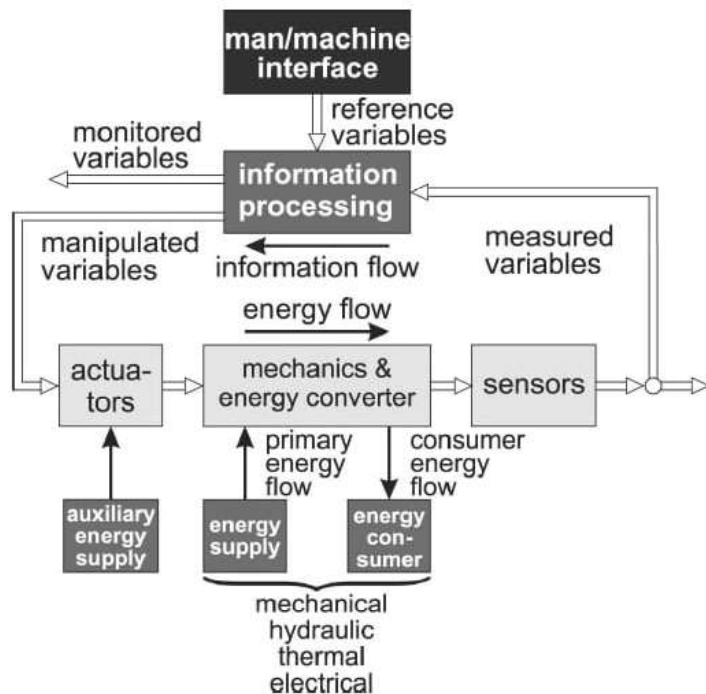 man/machine
interface
reference
variables
monitored
variables
information
processing
manipulated
variables
measured
variables
information flow
energy flow
actua-
tors
mechanics &
energy converter
sensors
primary
energy
flow
consumer
energy
flow
auxiliary
energy
supply
energy
supply
energy
con-
sumer
mechanical
hydraulic
thermal
electrical